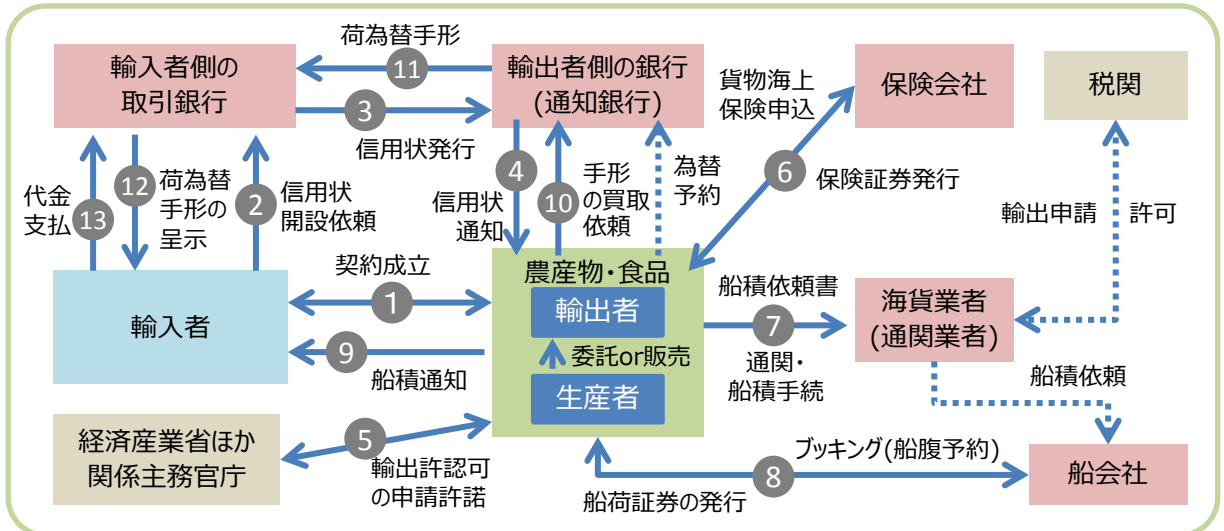 荷為替手形
11
輸入者側の
取引銀行
輸出者側の銀行
(通知銀行)
3
信用状発行
貨物海上
保険申込
保険会社
税関
6
保険証券発行
代金
支払
13
12
荷為替
手形の
呈示
2
信用状
開設依頼
4
信用状
通知
10
手形
の買取
依頼
為替
予約
輸出申請
許可
契約成立
1
輸入者
9
船積通知
農産物・食品
輸出者
委託or販売
生産者
船積依頼書
7
通関・
船積手続
海貨業者
(通関業者)
船積依頼
経済産業省ほか
関係主務官庁
5
輸出許認可
の申請許諾
ブッキング(船腹予約)
8
船荷証券の発行
船会社